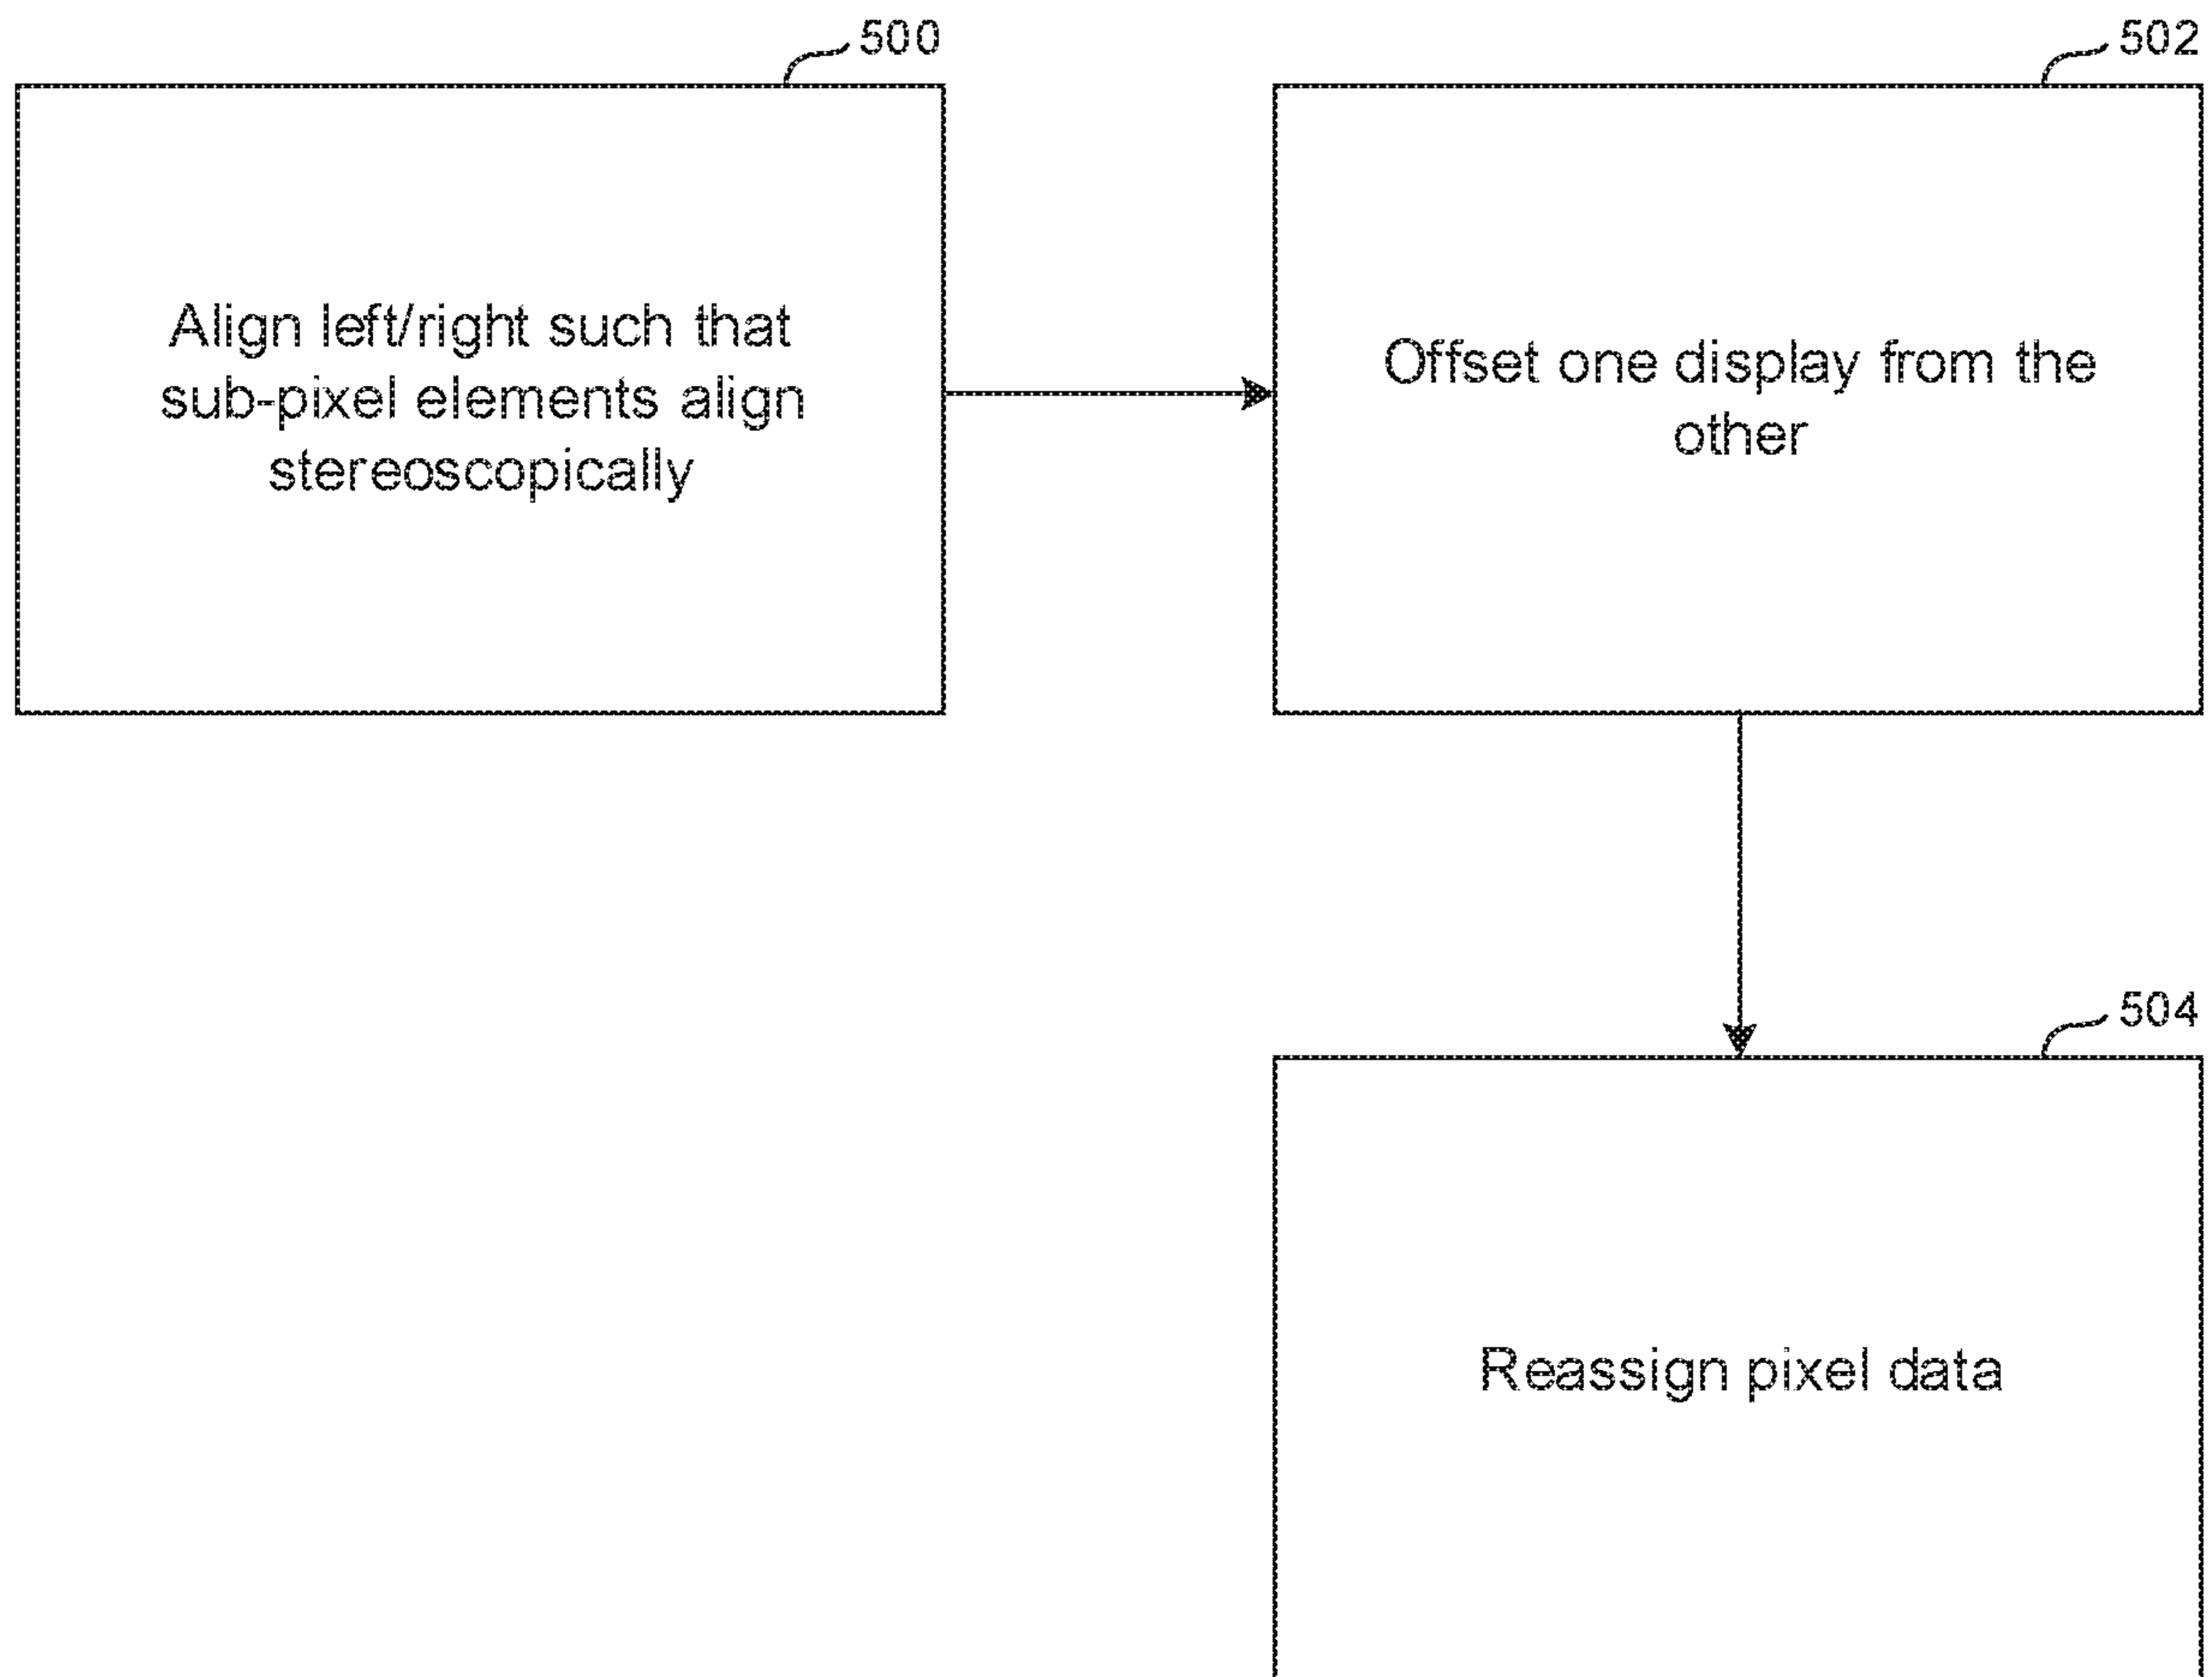 500
Align left/right such that
sub-pixel elements align
stereoscopically
502
Offset one display from the
other
504
Reassign pixel data